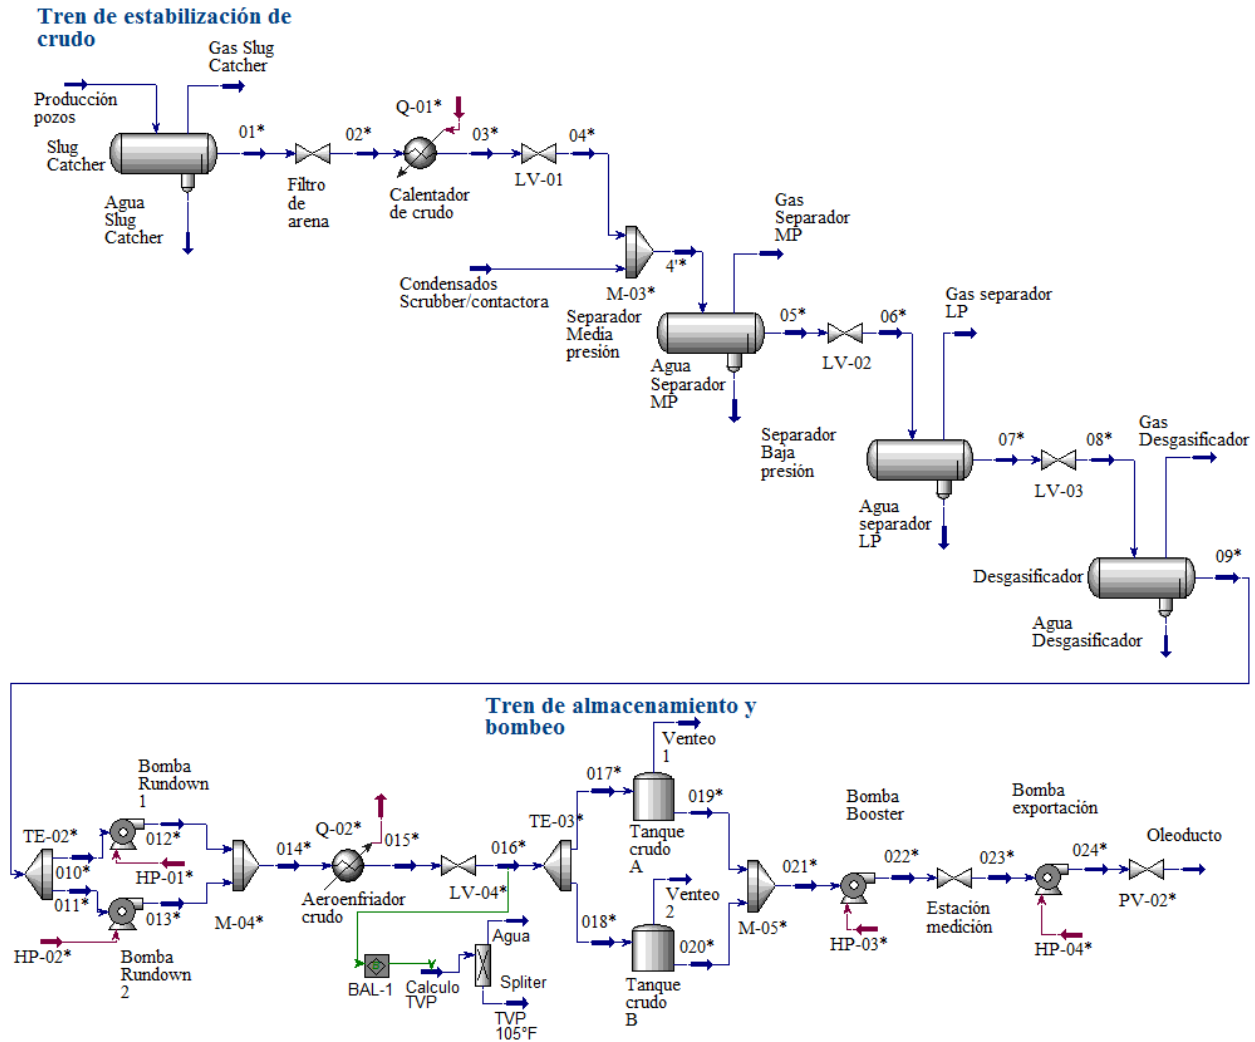 Tren de estabilización de
crudo
Gas Slug
Catcher
Producción
pozos
Slug
Catcher
01*
02*
Q-01*
03*
04*
Filtro
de
arena
Calentador
de crudo
LV-01
Agua
Slug
Catcher
Condensados
Scrubber/contactora
M-03*
4'*
Gas
Separador
MP
Separador
Media
presión
05*
06*
Agua
Separador
MP
LV-02
Gas separador
LP
Separador
Baja
presión
07*
08*
LV-03
Agua
separador
LP
Gas
Desgasificador
Desgasificador
09*
Agua
Desgasificador
Tren de almacenamiento y
bombeo
TE-02*
010*
011*
Bomba
Rundown
1
012*
HP-01*
013*
HP-02*
Bomba
Rundown
2
M-04*
014*
Q-02*
015*
Aeroenfriador
crudo
LV-04*
016*
TE-03*
017*
018*
BAL-1
Calculo
TVP
Agua
Spliter
TVP
105°F
Venteo
1
Tanque
crudo
A
019*
Venteo
2
Tanque
crudo
B
020*
M-05*
021*
Bomba
Booster
HP-03*
022*
023*
Estación
medición
Bomba
exportación
HP-04*
024*
PV-02*
Oleoducto